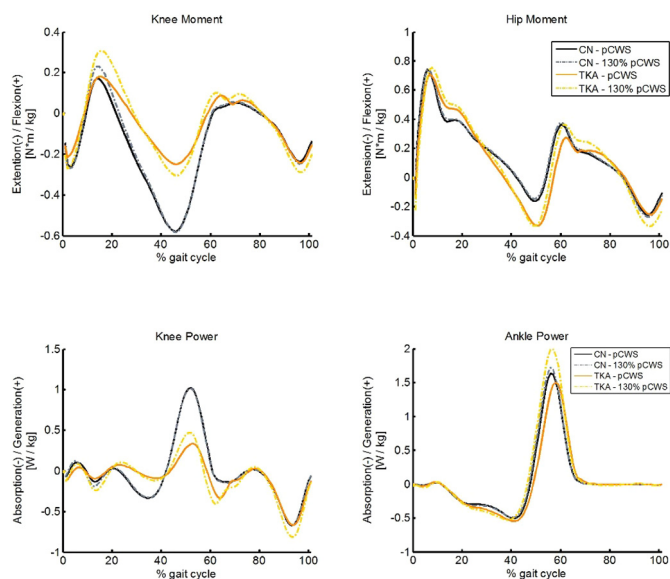 Knee Moment
Extention(-) / Flexion(+)
[N*m / kg]
0.4
0.2
0
-0.2
-0.4
-0.6
0 20 40 60 80 100
% gait cycle
Hip Moment
Extension(-) / Flexion(+)
[N*m / kg]
1
0.8
0.6
0.4
0.2
0
-0.2
-0.4
0 20 40 60 80 100
% gait cycle
CN - pCWS
CN - 130% pCWS
TKA - pCWS
TKA - 130% pCWS
Knee Power
Absorption(-) / Generation(+)
[W / kg]
1.5
1
0.5
0
-0.5
-1
0 20 40 60 80 100
% gait cycle
Ankle Power
Absorption(-) / Generation(+)
[W / kg]
2
1.5
1
0.5
0
-0.5
-1
0 20 40 60 80 100
% gait cycle
CN - pCWS
CN - 130% pCWS
TKA - pCWS
TKA - 130% pCWS